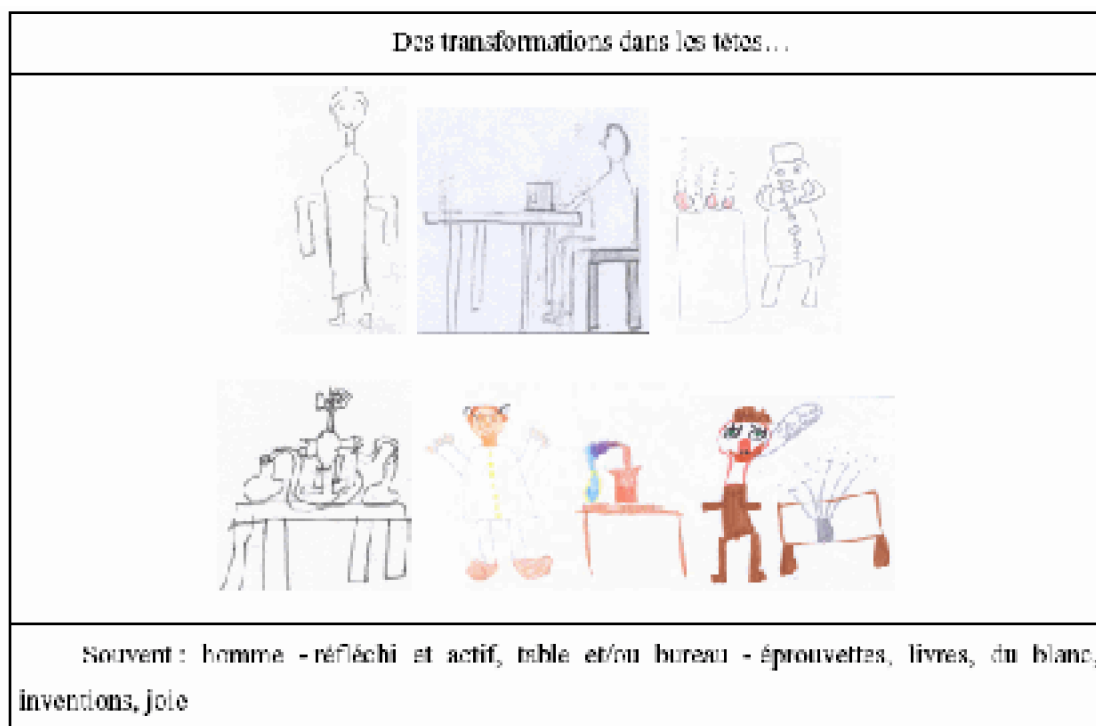 Des transformations dans les têtes…
Souvent : homme - réfléchi et actif, table et/ou bureau - éprouvettes, livres, du blanc,
inventions, joie